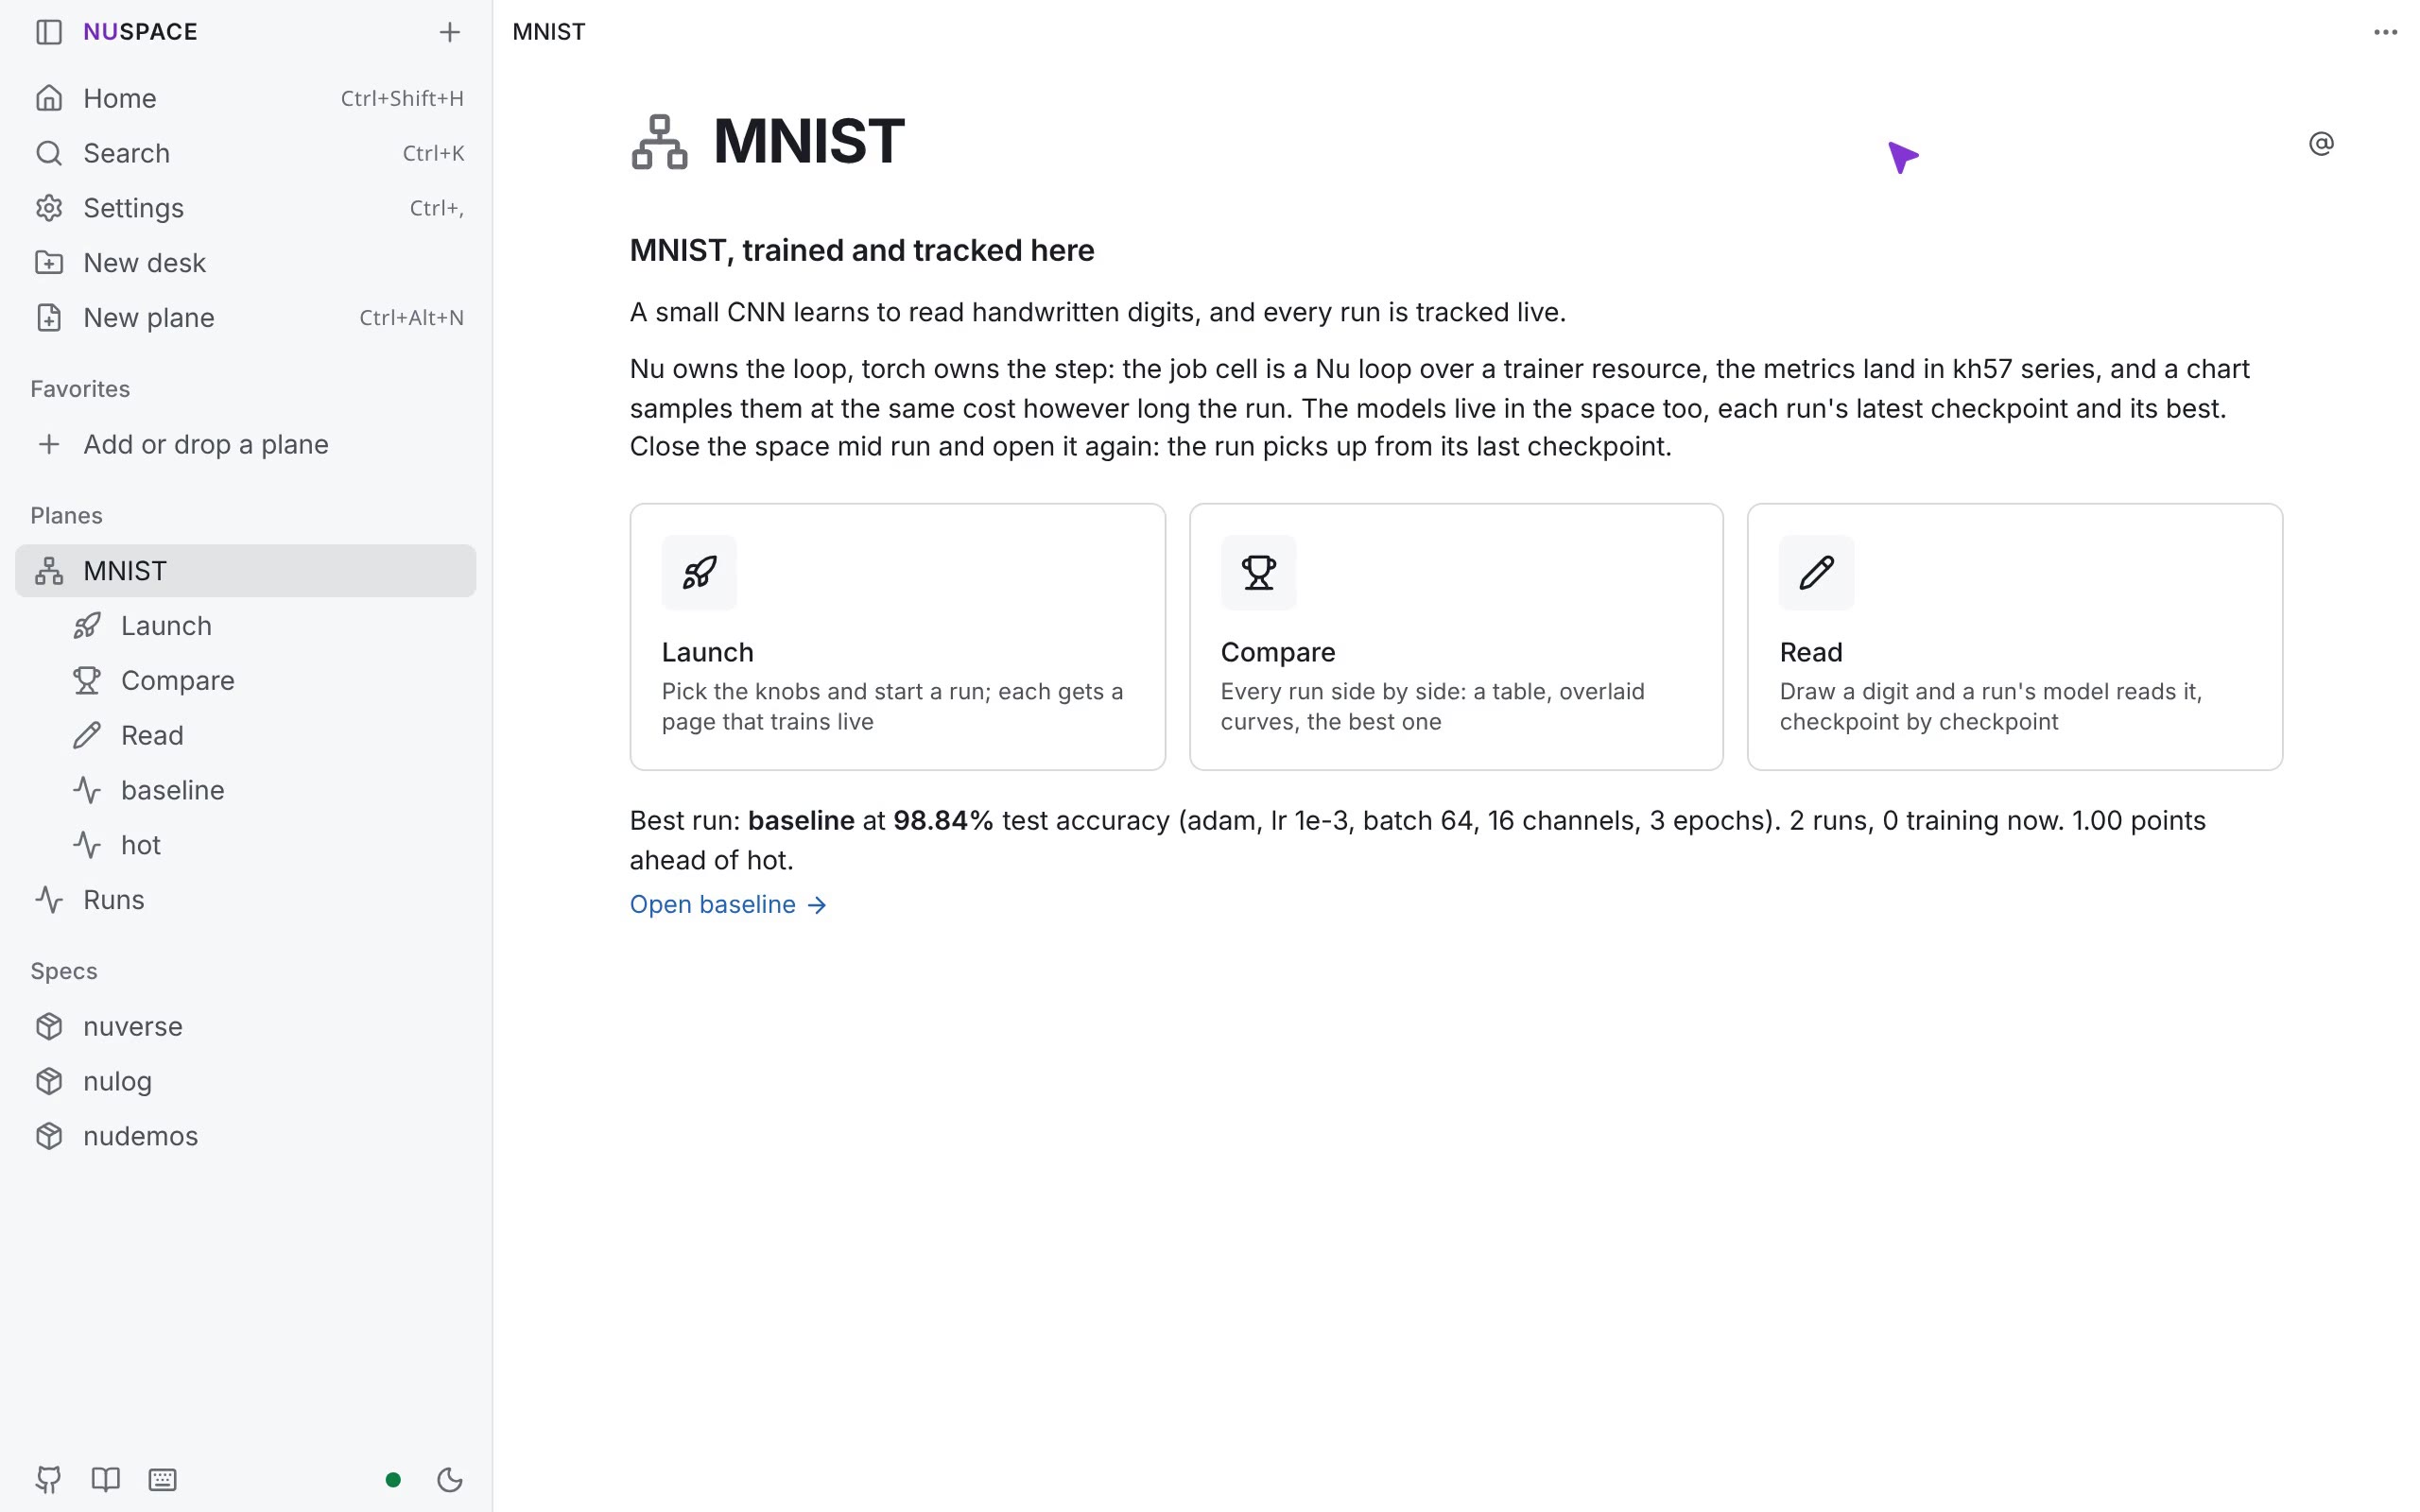 NUSPACE
Home Ctrl+Shift+H
Search Ctrl+K
Settings Ctrl+,
New desk
New plane Ctrl+Alt+N
Favorites
Add or drop a plane
Planes
MNIST
Launch
Compare
Read
baseline
hot
Runs
Specs
nuverse
nulog
nudemos
MNIST
MNIST
@
MNIST, trained and tracked here
A small CNN learns to read handwritten digits, and every run is tracked live.
Nu owns the loop, torch owns the step: the job cell is a Nu loop over a trainer resource, the metrics land in kh57 series, and a chart
samples them at the same cost however long the run. The models live in the space too, each run's latest checkpoint and its best.
Close the space mid run and open it again: the run picks up from its last checkpoint.
Launch
Pick the knobs and start a run; each gets a
page that trains live
Compare
Every run side by side: a table, overlaid
curves, the best one
Read
Draw a digit and a run's model reads it,
checkpoint by checkpoint
Best run: baseline at 98.84% test accuracy (adam, lr 1e-3, batch 64, 16 channels, 3 epochs). 2 runs, 0 training now. 1.00 points
ahead of hot.
Open baseline →